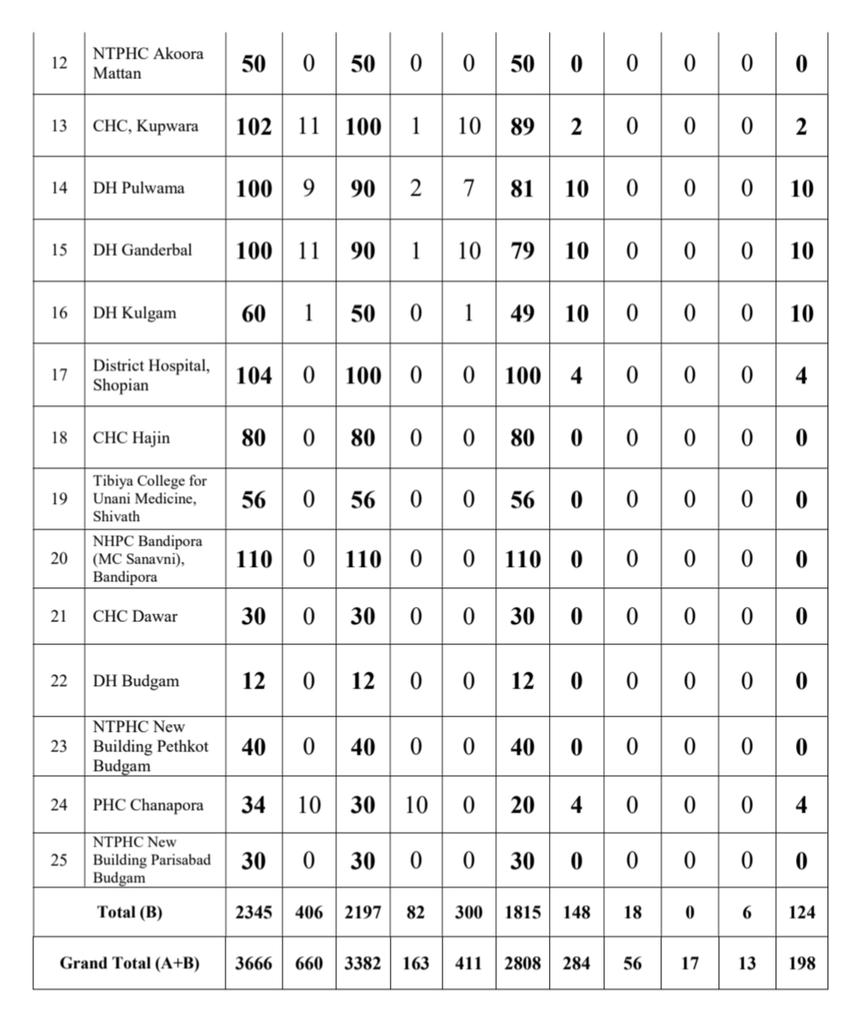 12 NTPHC Akoora Mattan 50 0 50 0 0 50 0 0 0 0 0
13 CHC, Kupwara 102 11 100 1 10 89 2 0 0 0 2
14 DH Pulwama 100 9 90 2 7 81 10 0 0 0 10
15 DH Ganderbal 100 11 90 1 10 79 10 0 0 0 10
16 DH Kulgam 60 1 50 0 1 49 10 0 0 0 10
17 District Hospital, Shopian 104 0 100 0 0 100 4 0 0 0 4
18 CHC Hajin 80 0 80 0 0 80 0 0 0 0 0
19 Tibiya College for Unani Medicine, Shivath 56 0 56 0 0 56 0 0 0 0 0
20 NHPC Bandipora (MC Sanavni), Bandipora 110 0 110 0 0 110 0 0 0 0 0
21 CHC Dawar 30 0 30 0 0 30 0 0 0 0 0
22 DH Budgam 12 0 12 0 0 12 0 0 0 0 0
23 NTPHC New Building Pethkot Budgam 40 0 40 0 0 40 0 0 0 0 0
24 PHC Chanapora 34 10 30 10 0 20 4 0 0 0 4
25 NTPHC New Building Parisabad Budgam 30 0 30 0 0 30 0 0 0 0 0
Total (B) 2345 406 2197 82 300 1815 148 18 0 6 124
Grand Total (A+B) 3666 660 3382 163 411 2808 284 56 17 13 198